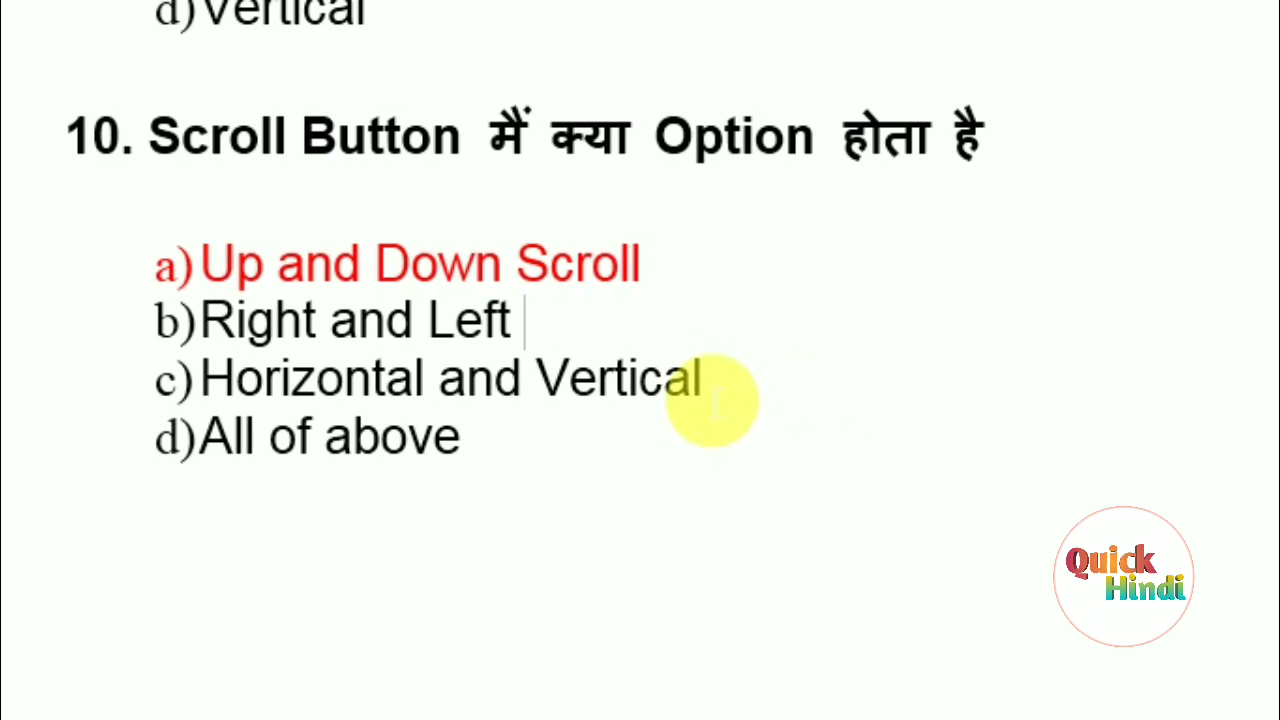 d) Vertical
10. Scroll Button मैं क्या Option होता है
a) Up and Down Scroll
b) Right and Left
c) Horizontal and Vertical
d) All of above
Quick
Hindi